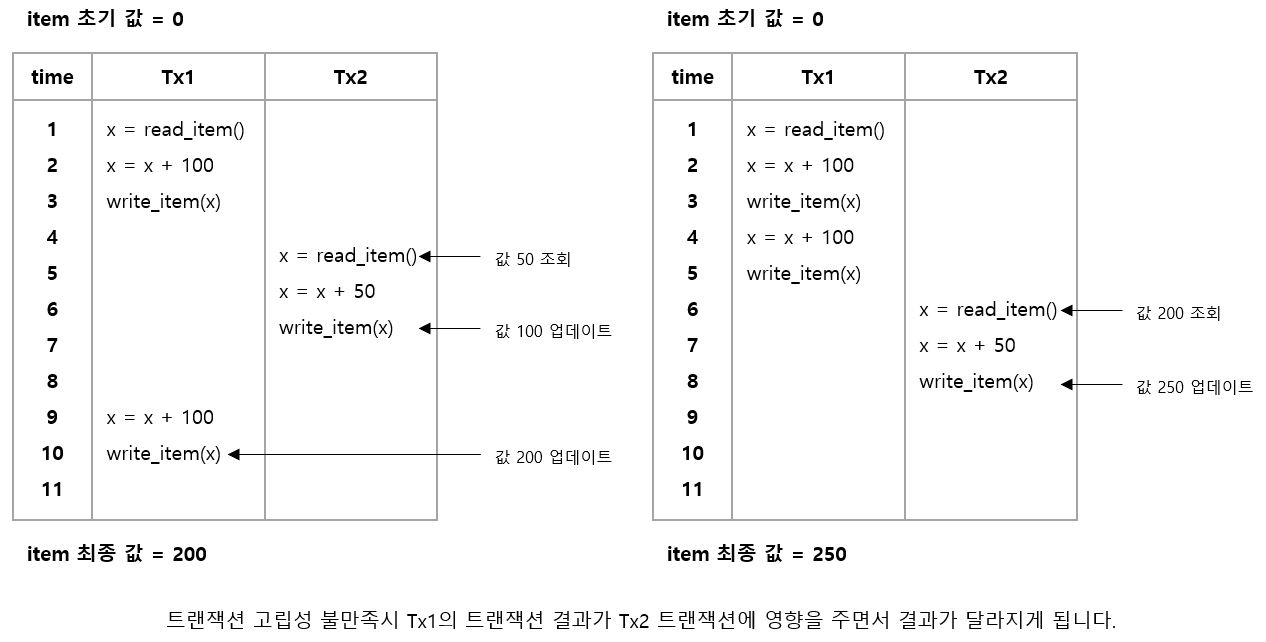 item 초기 값 = 0
time Tx1 Tx2
1 x = read_item()
2 x = x + 100
3 write_item(x)
4
x = read_item() 값 50 조회
5
x = x + 50
6
write_item(x) 값 100 업데이트
7
8
9 x = x + 100
10 write_item(x) 값 200 업데이트
11
item 최종 값 = 200
item 초기 값 = 0
time Tx1 Tx2
1 x = read_item()
2 x = x + 100
3 write_item(x)
4 x = x + 100
5 write_item(x)
6 x = read_item() 값 200 조회
7 x = x + 50
8 write_item(x) 값 250 업데이트
9
10
11
item 최종 값 = 250
트랜잭션 고립성 불만족시 Tx1의 트랜잭션 결과가 Tx2 트랜잭션에 영향을 주면서 결과가 달라지게 됩니다.